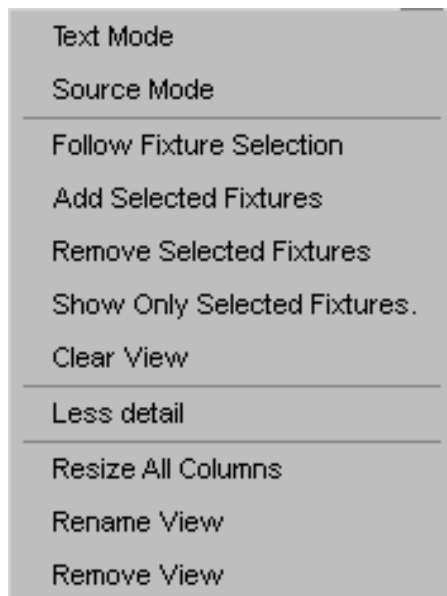 Text Mode
Source Mode
Follow Fixture Selection
Add Selected Fixtures
Remove Selected Fixtures
Show Only Selected Fixtures.
Clear View
Less detail
Resize All Columns
Rename View
Remove View